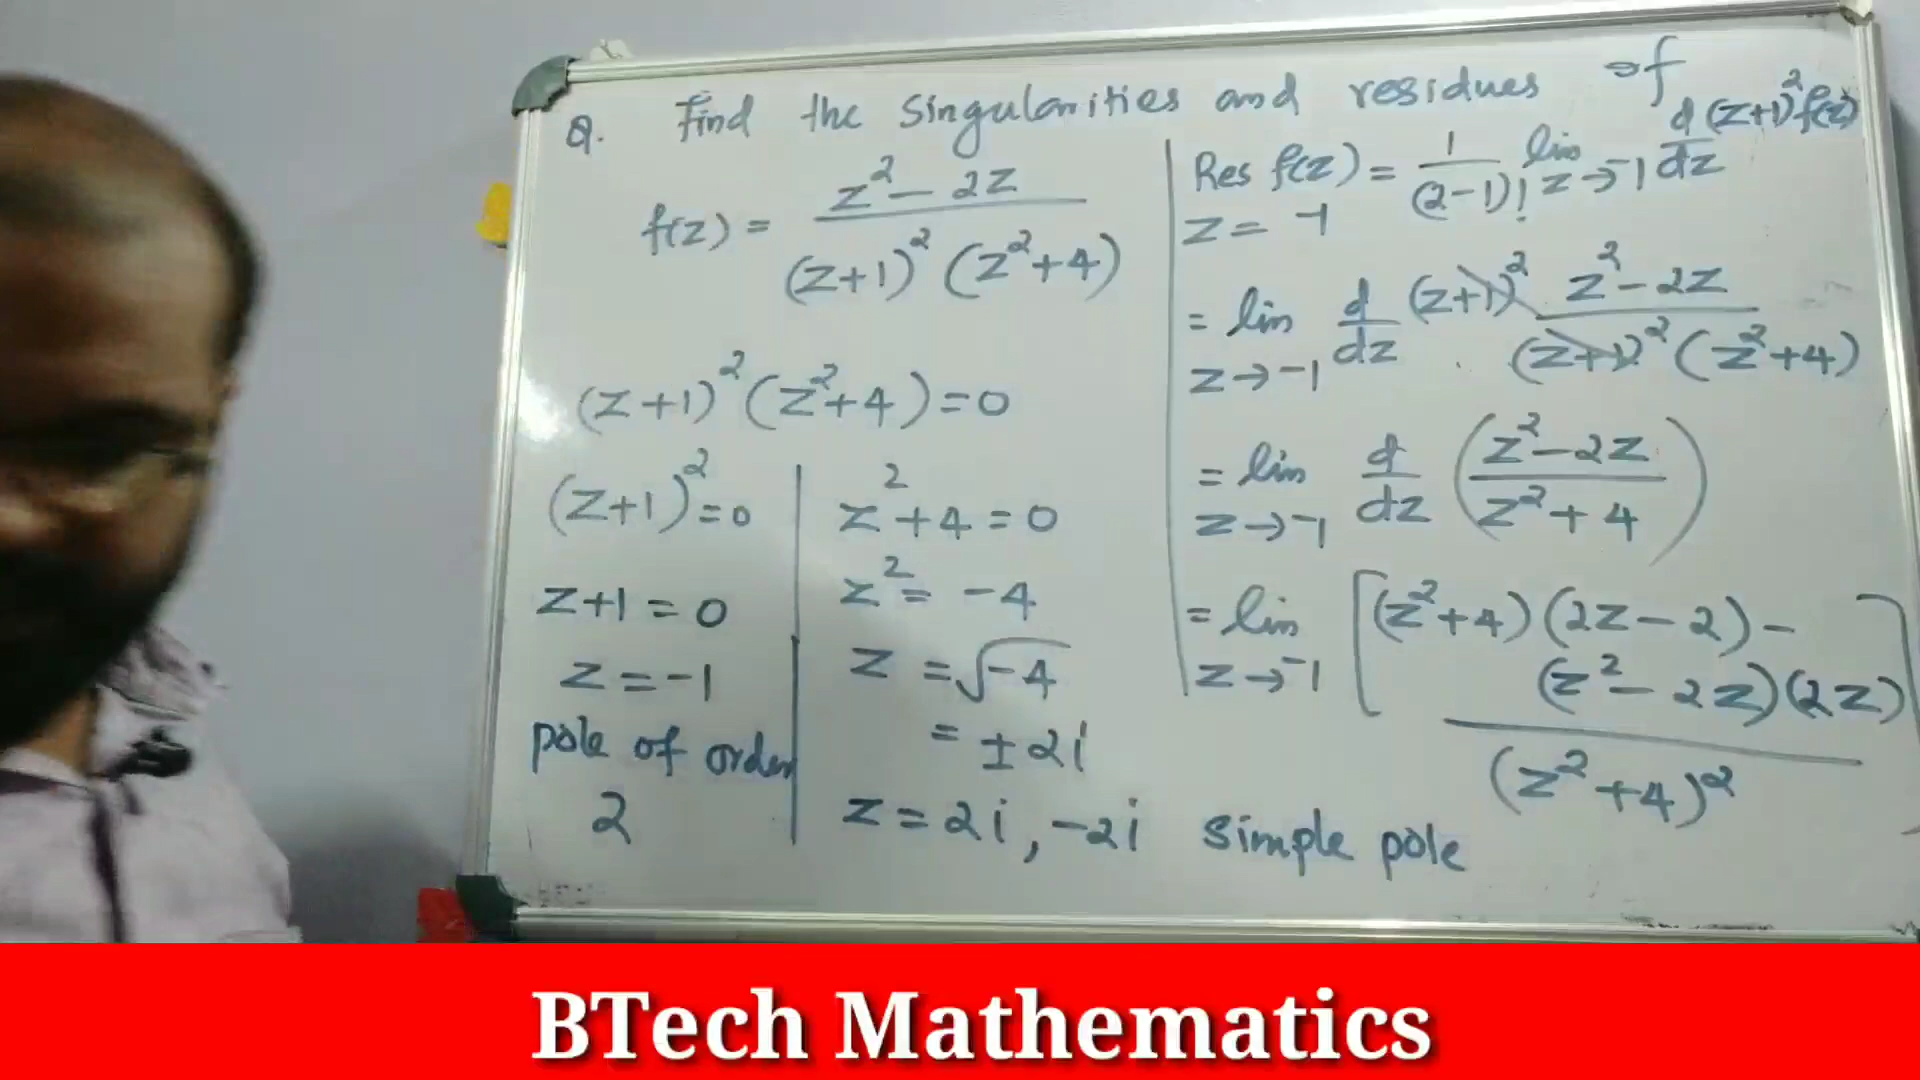 Q. Find the Singularities and residues of
f(z) = z² - 2z / (z+1)² (z²+4)
(z+1)² (z²+4) = 0
(z+1)² = 0
z+1 = 0
z = -1
pole of order
2
z² + 4 = 0
z² = -4
z = √-4
= ±2i
z = 2i, -2i simple pole
Res f(z) = 1/(2-1)! lim z→-1 d/dz (z+1)² f(z)
z = -1
= lim z→-1 d/dz (z+1)² . z² - 2z / (z+1)² (z²+4)
= lim z→-1 d/dz (z² - 2z / z² + 4)
= lim z→-1 [(z²+4)(2z-2) -
(z² - 2z)(2z)]
(z² + 4)²
BTech Mathematics